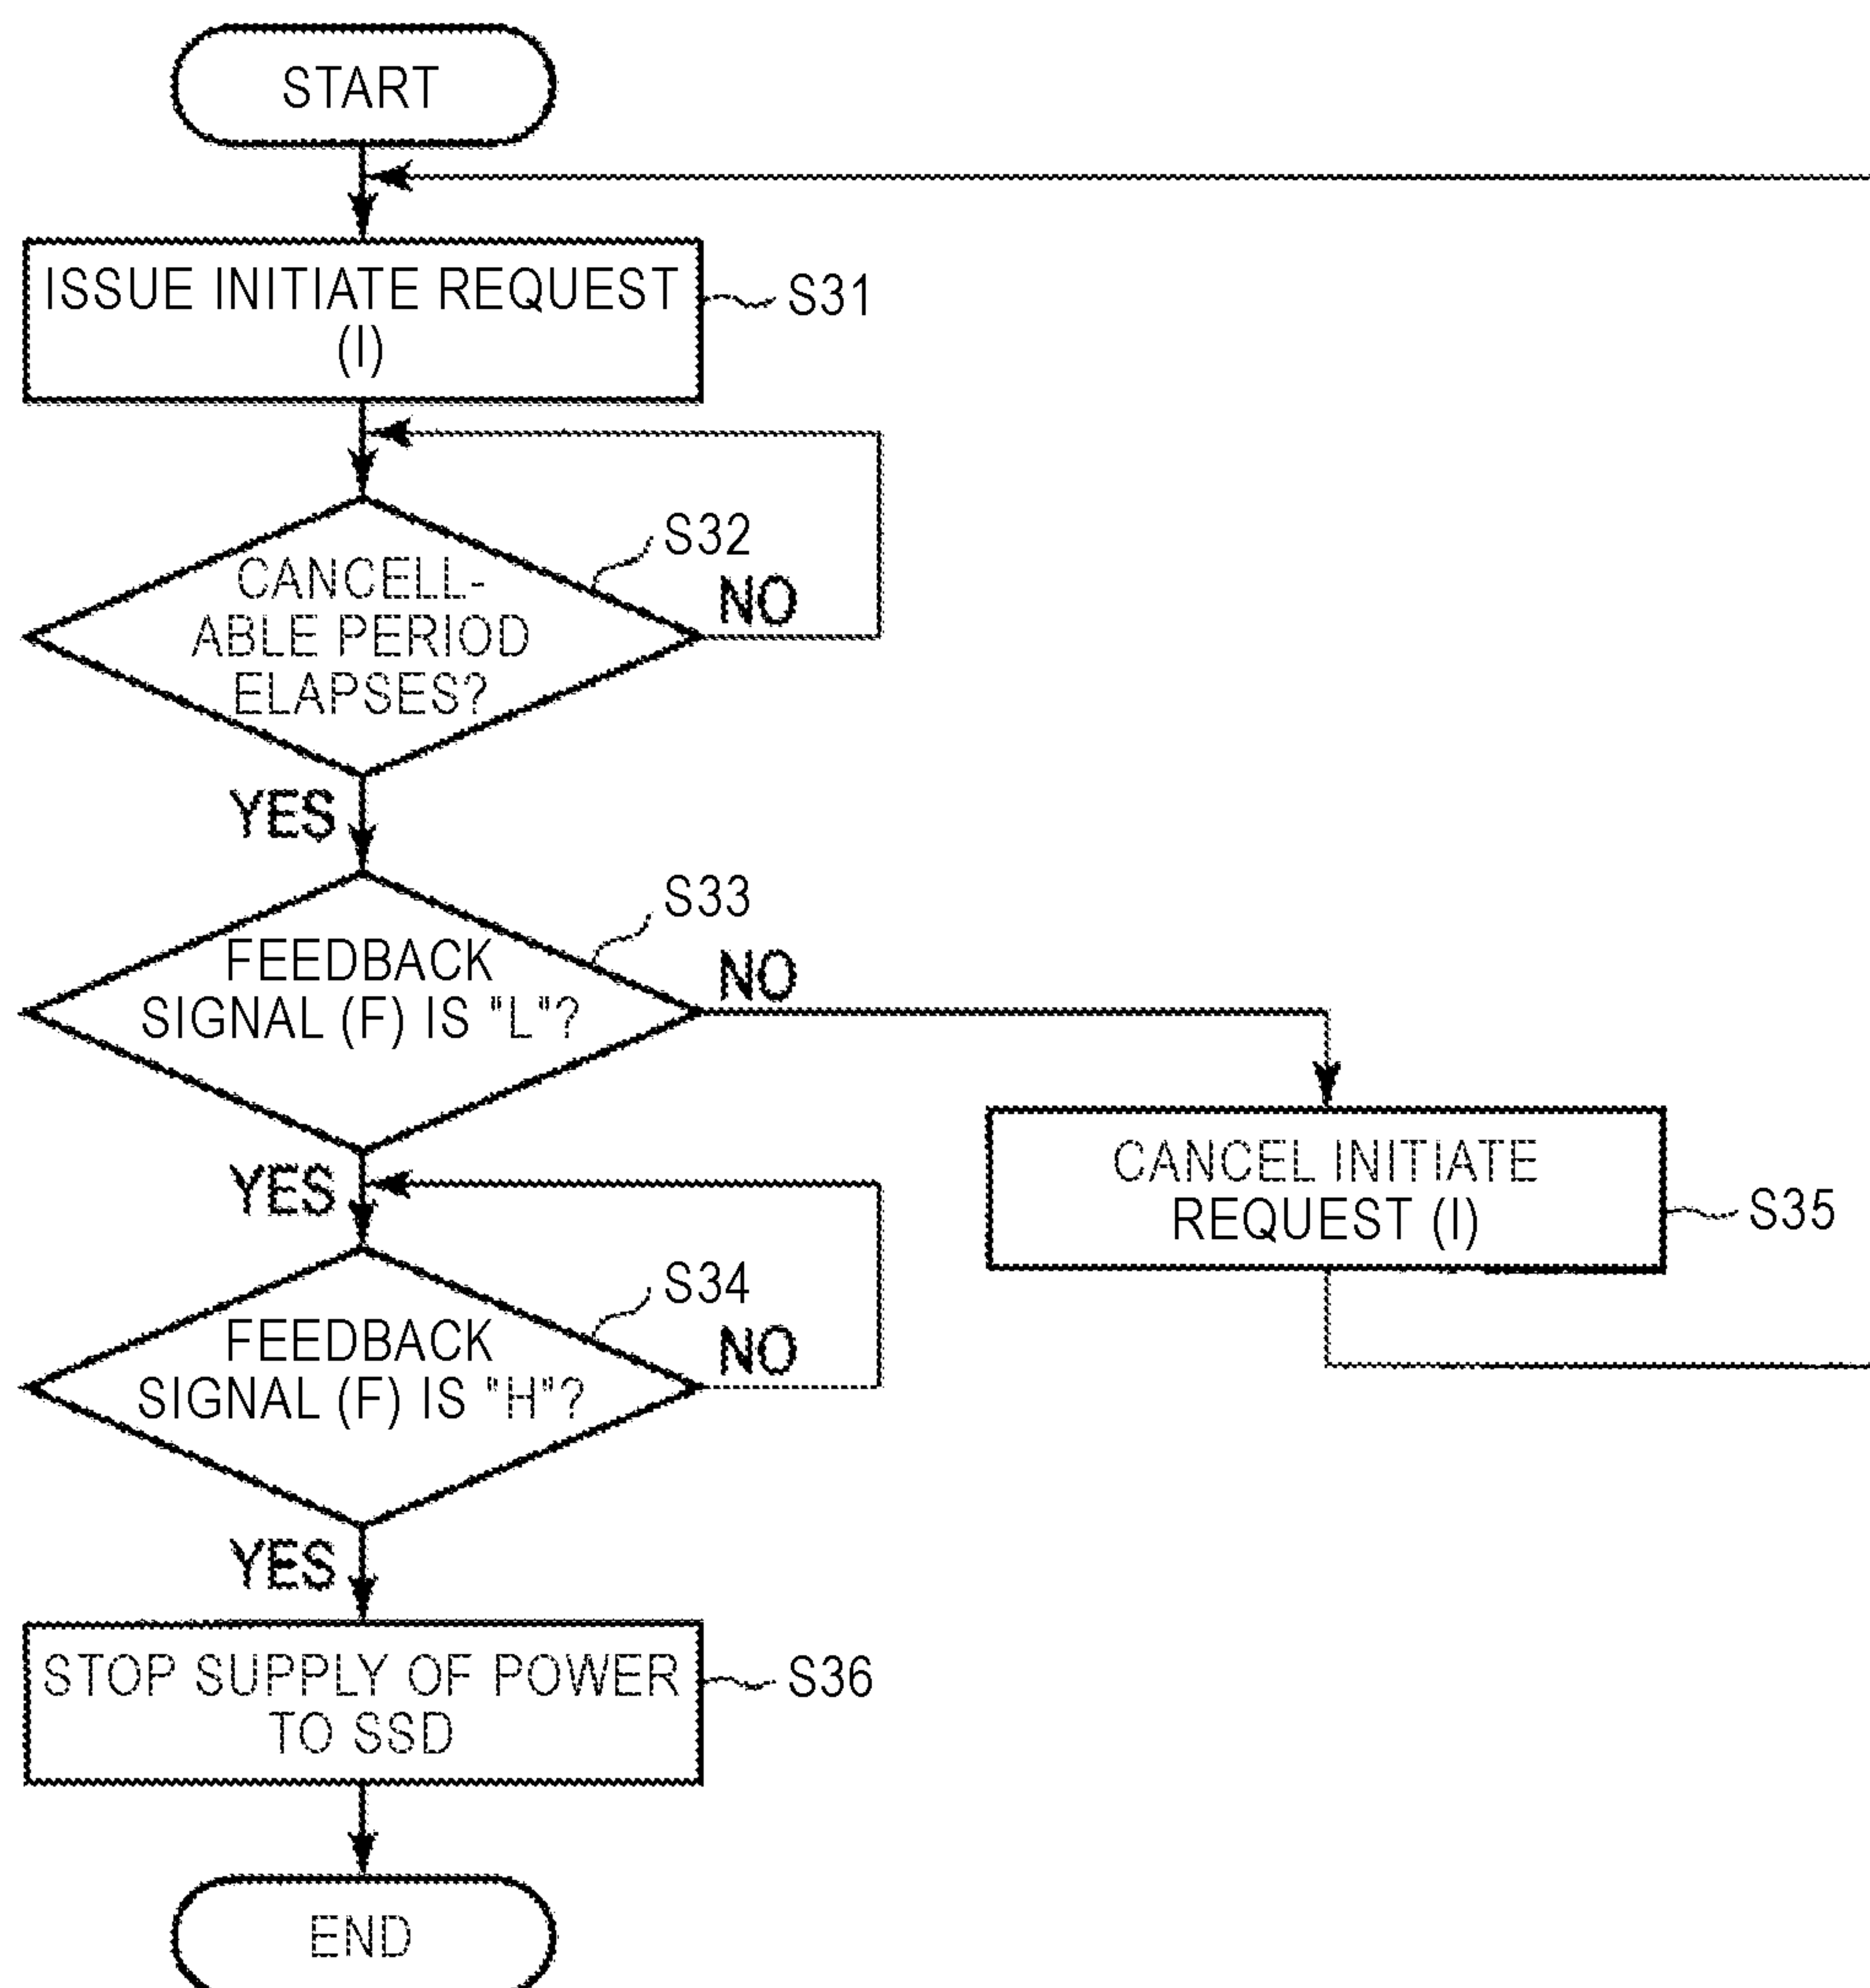 START
ISSUE INITIATE REQUEST
(I)
S31
S32
CANCELL-
ABLE PERIOD
ELAPSES?
NO
YES
S33
FEEDBACK
SIGNAL (F) IS "L"?
NO
YES
CANCEL INITIATE
REQUEST (I)
S35
S34
FEEDBACK
SIGNAL (F) IS "H"?
NO
YES
STOP SUPPLY OF POWER
TO SSD
S36
END